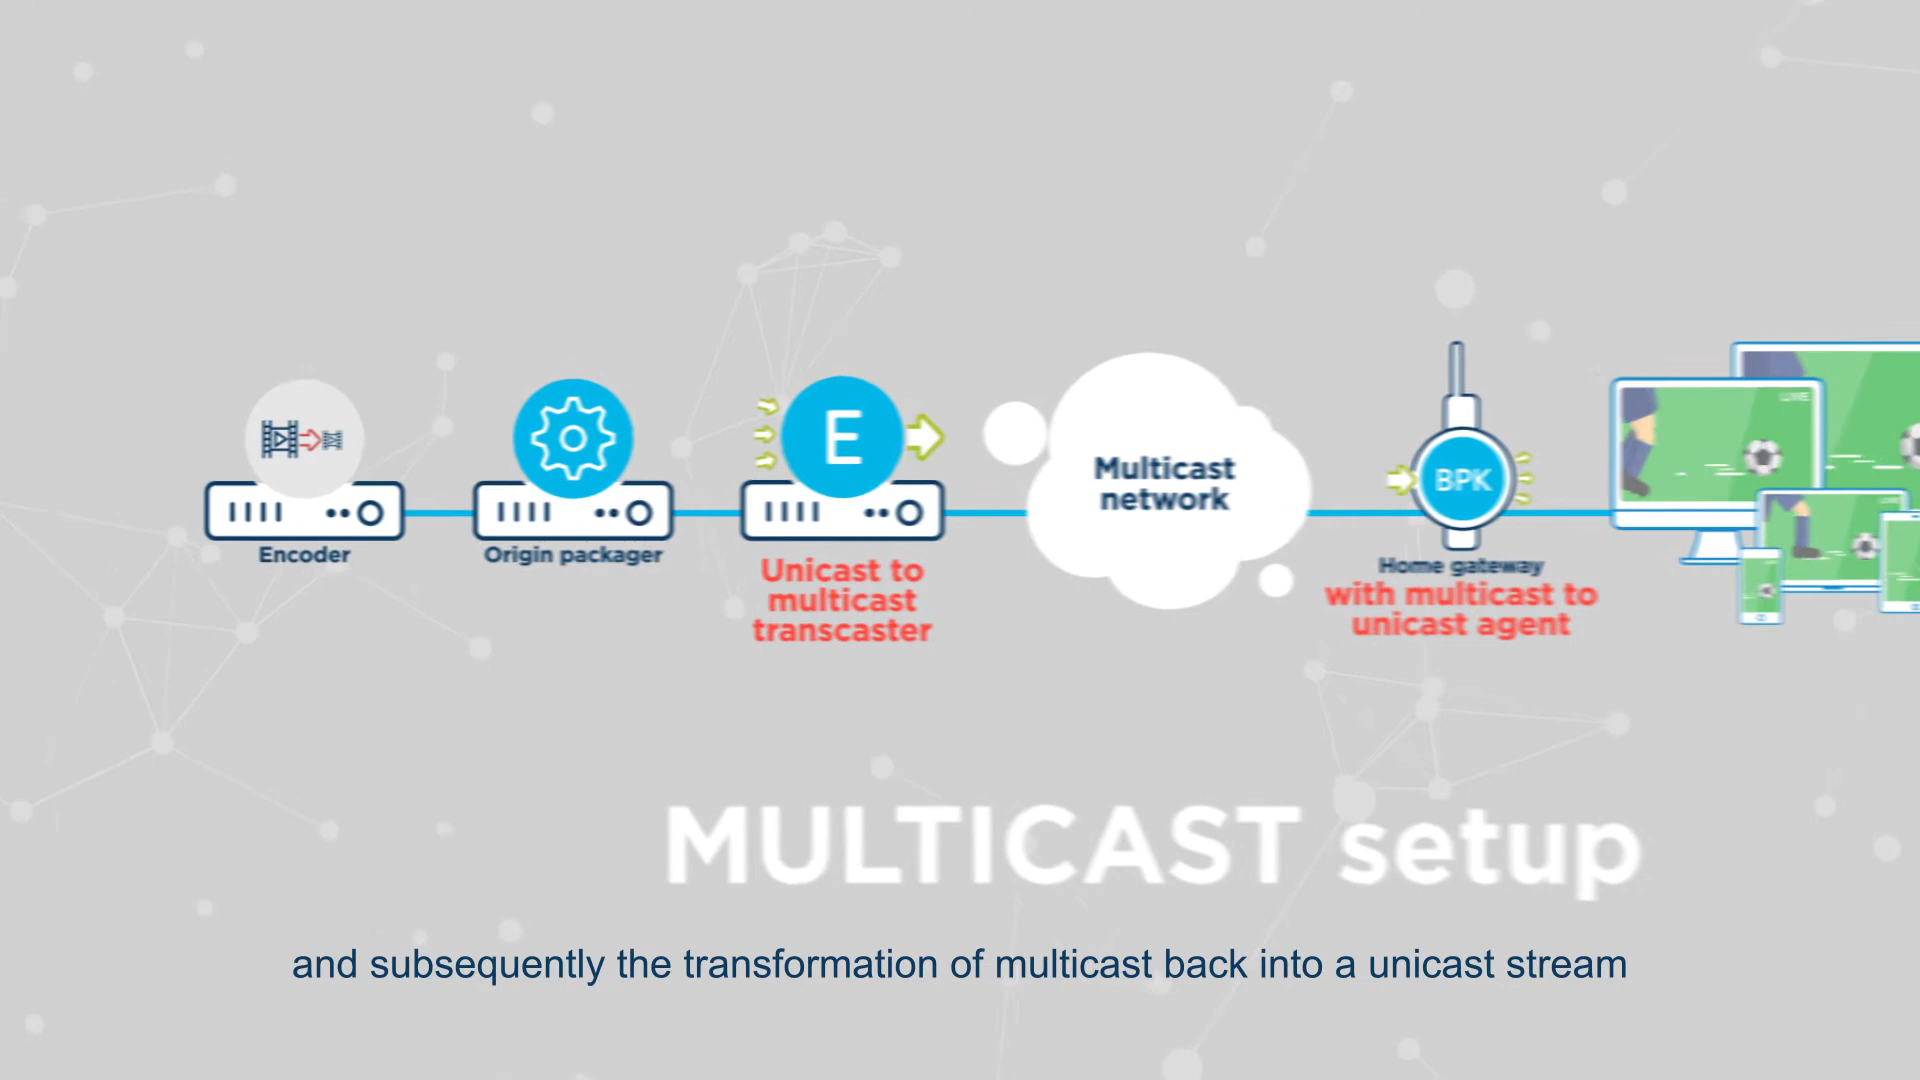 E
Multicast
network
BPK
LIVE
Encoder
Origin packager
Unicast to
multicast
transcaster
Home gateway
with multicast to
unicast agent
MULTICAST setup
and subsequently the transformation of multicast back into a unicast stream